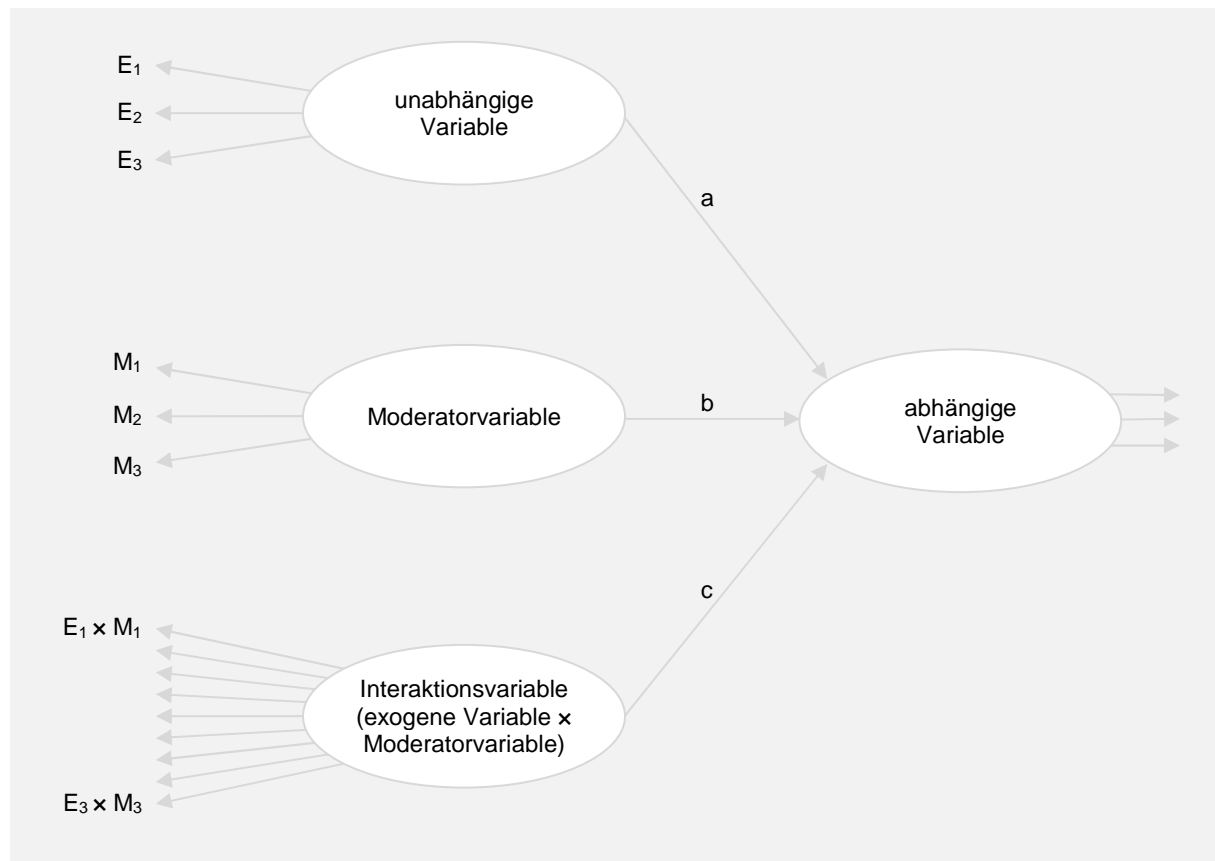 E₁
E₂
E₃
unabhängige
Variable
a
M₁
M₂
M₃
Moderatorvariable
b
abhängige
Variable
c
E₁ × M₁
E₃ × M₃
Interaktionsvariable
(exogene Variable ×
Moderatorvariable)